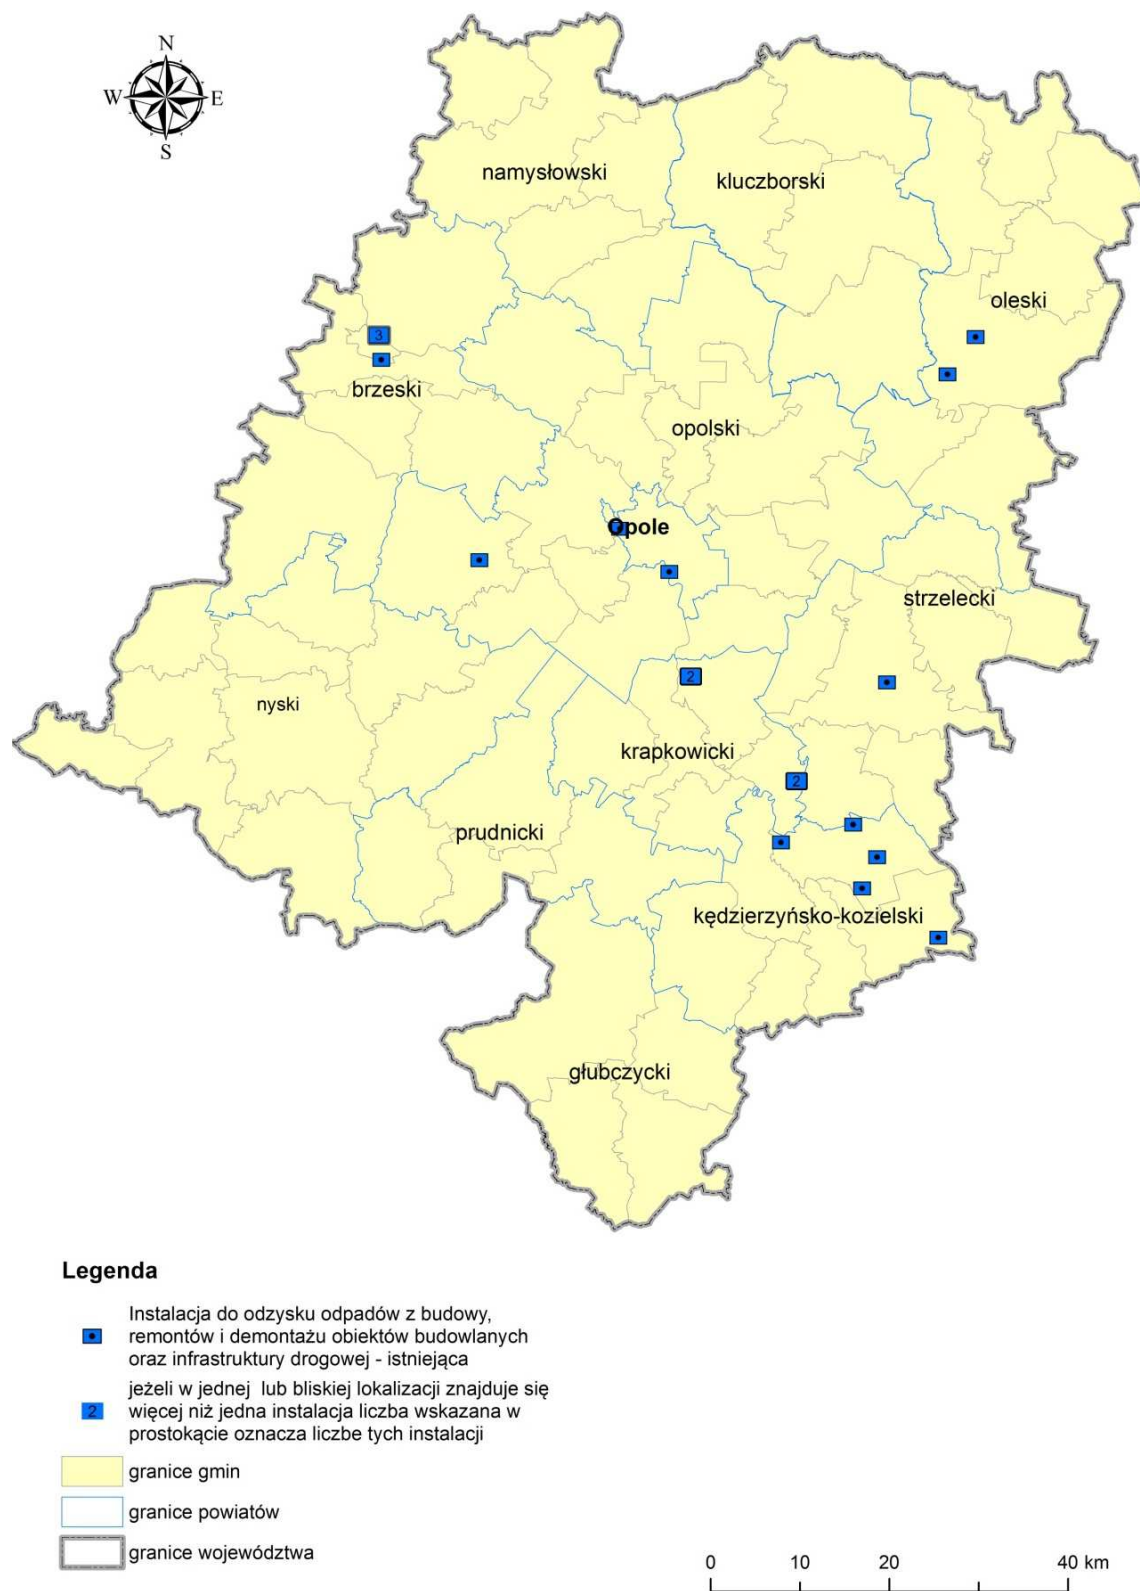 N
W E
S
namysłowski
kluczborski
oleski
3
brzeski
opolski
Opole
strzelecki
2
nyski
krapkowicki
2
prudnicki
kędzierzyńsko-kozielski
głubczycki
Legenda
Instalacja do odzysku odpadów z budowy,
remontów i demontażu obiektów budowlanych
oraz infrastruktury drogowej - istniejąca
jeżeli w jednej lub bliskiej lokalizacji znajduje się
2 więcej niż jedna instalacja liczba wskazana w
prostokącie oznacza liczbe tych instalacji
granice gmin
granice powiatów
granice województwa
0 10 20 40 km